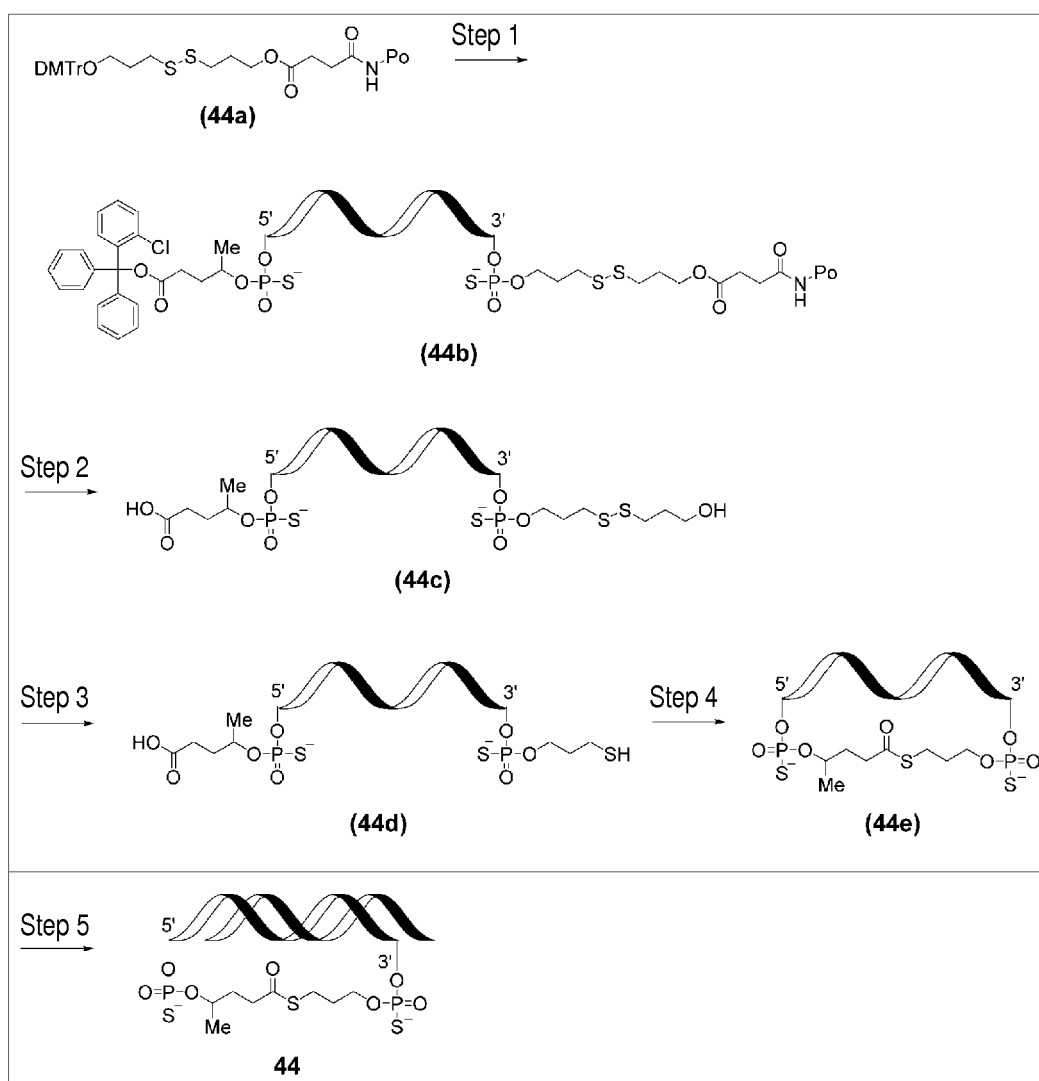 Step 1
DMTrO S S O O O N H Po
(44a)
5' 3'
Cl Me O O O P S⁻ O O
S⁻ P O O O S S O O O N H Po
(44b)
Step 2
5' 3'
HO O Me O O P S⁻ O
O S⁻ P O O S S OH
(44c)
Step 3
5' 3'
HO O Me O O P S⁻ O
O S⁻ P O O SH
(44d)
Step 4
5' 3'
O O=P O S⁻ Me O S O O P=O S⁻
(44e)
Step 5
5'
3'
O O=P O S⁻ Me O S O O P=O S⁻
44